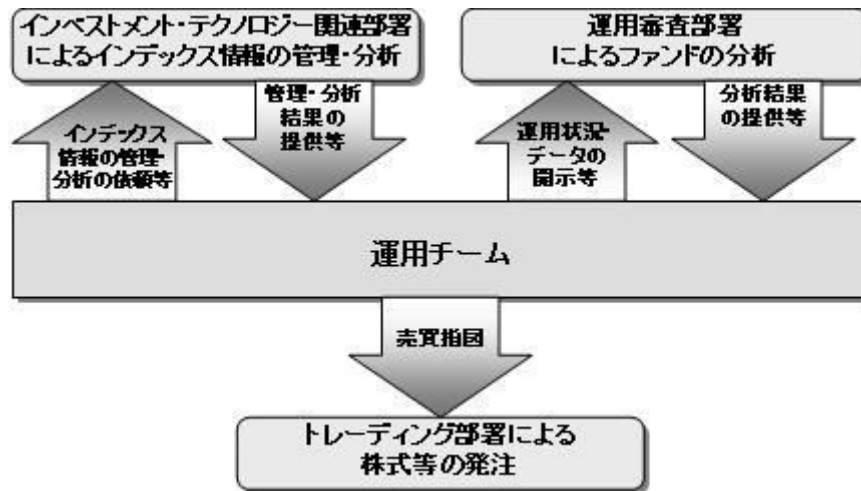 インベストメント・テクノロジー関連部署
によるインデックス情報の管理・分析
運用審査部署
によるファンドの分析
インデックス
情報の管理・
分析の依頼等
管理・分析
結果の
提供等
運用状況・
データの
開示等
分析結果
の提供等
運用チーム
売買指図
トレーディング部署による
株式等の発注